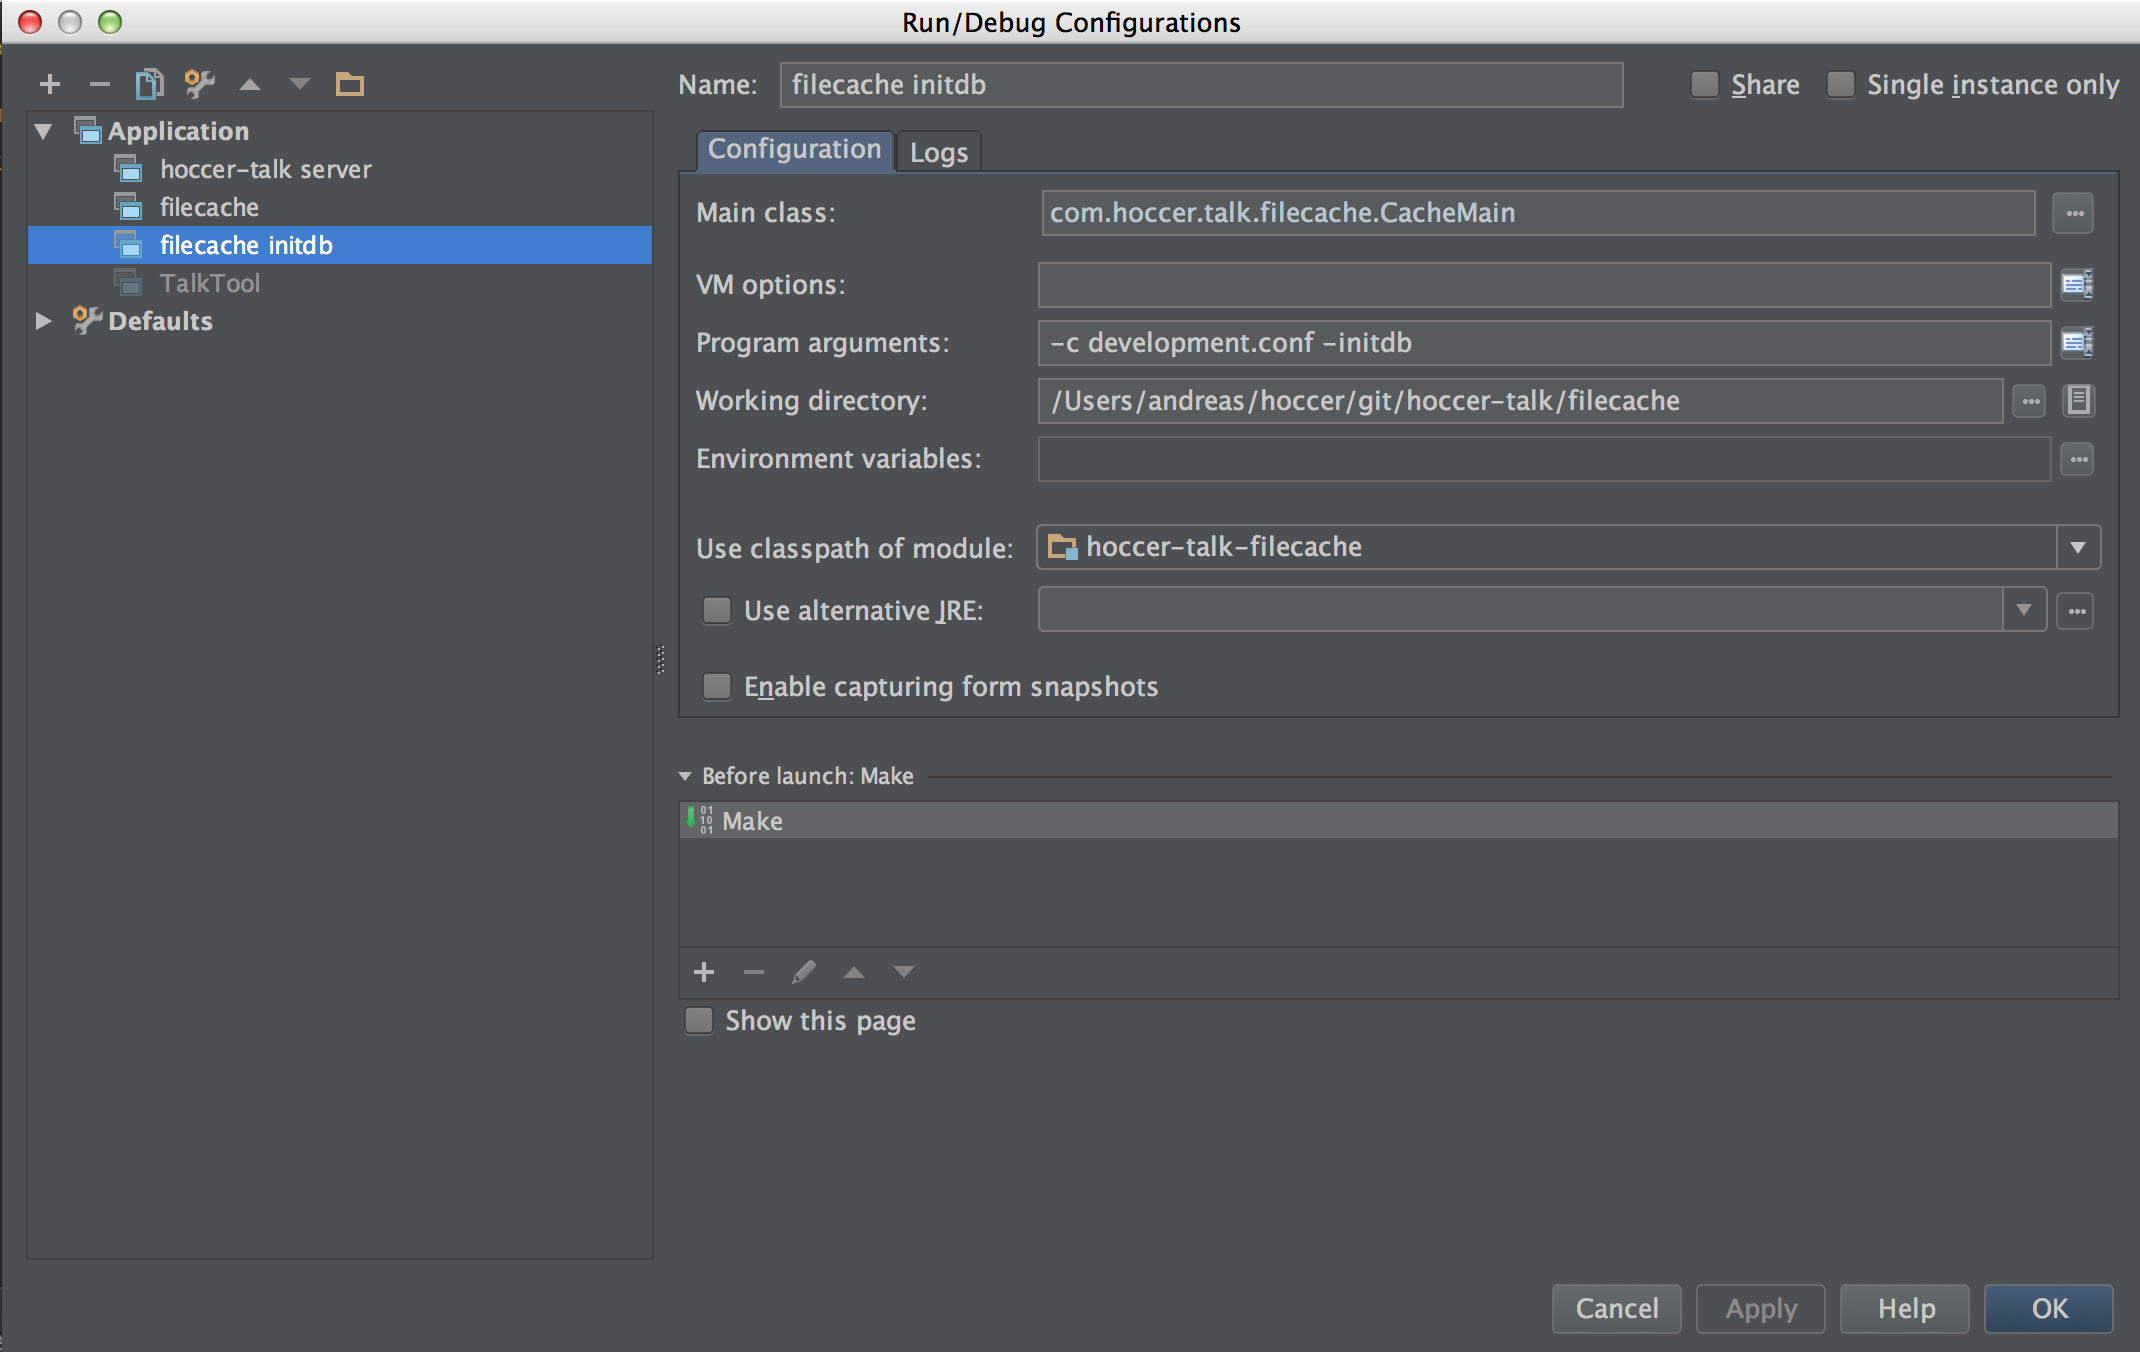 Run/Debug Configurations
Application
hoccer-talk server
filecache
filecache initdb
TalkTool
Defaults
Name: filecache initdb Share Single instance only
Configuration Logs
Main class: com.hoccer.talk.filecache.CacheMain
VM options:
Program arguments: -c development.conf -initdb
Working directory: /Users/andreas/hoccer/git/hoccer-talk/filecache
Environment variables:
Use classpath of module: hoccer-talk-filecache
Use alternative JRE:
Enable capturing form snapshots
Before launch: Make
Make
Show this page
Cancel Apply Help OK